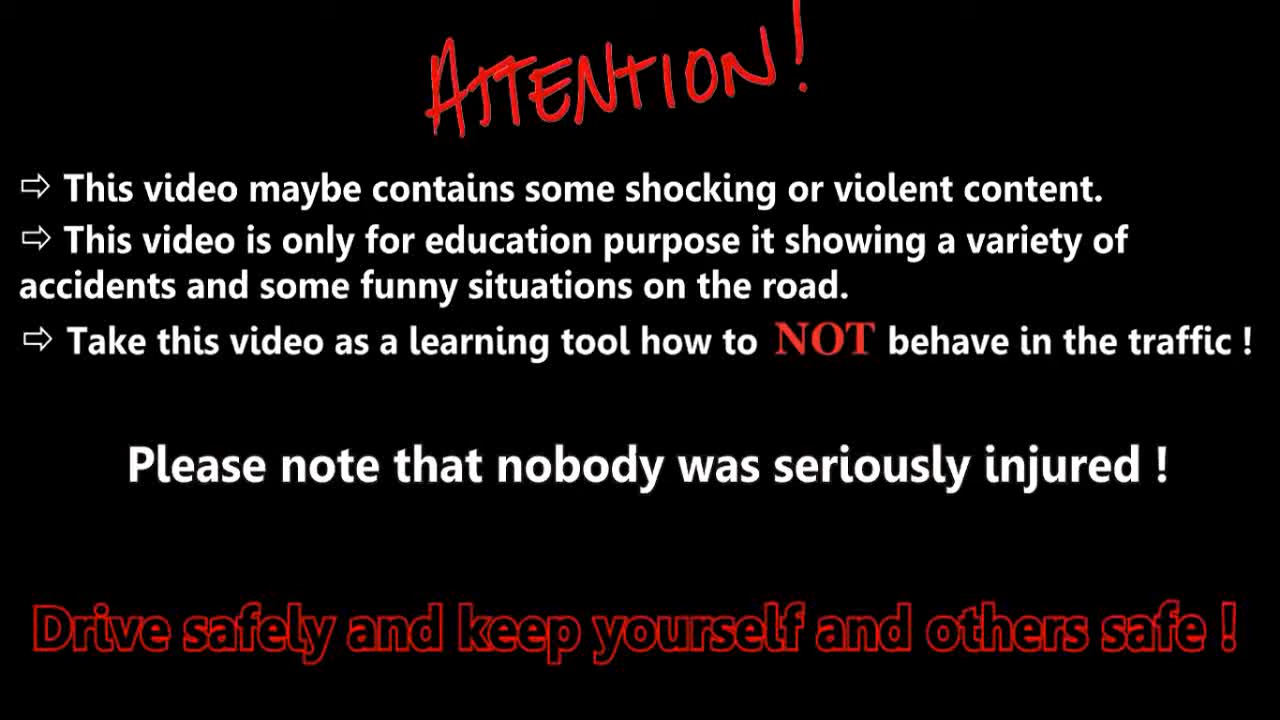 ATTENTION!
⇨ This video maybe contains some shocking or violent content.
⇨ This video is only for education purpose it showing a variety of
accidents and some funny situations on the road.
⇨ Take this video as a learning tool how to NOT behave in the traffic !
Please note that nobody was seriously injured !
Drive safely and keep yourself and others safe !